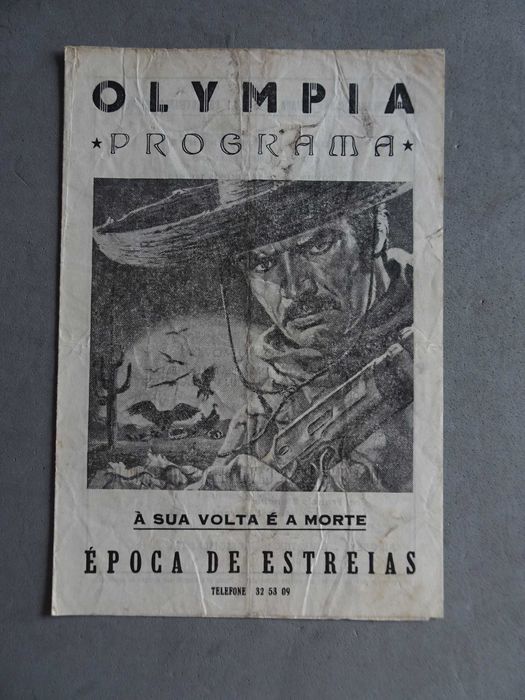 OLYMPIA
★PROGRAMA★
À SUA VOLTA É A MORTE
ÉPOCA DE ESTREIAS
TELEFONE 32 53 09